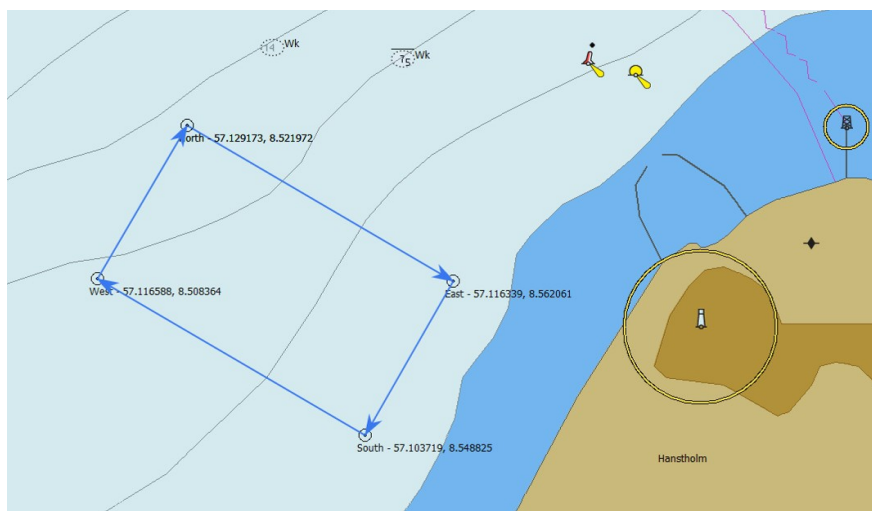 14 Wk
7₅ Wk
North - 57.129173, 8.521972
West - 57.116588, 8.508364
East - 57.116339, 8.562061
South - 57.103719, 8.548825
Hanstholm